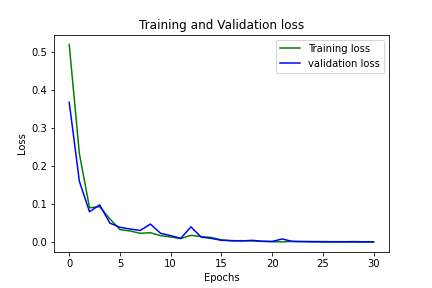 Training and Validation loss
Training loss
validation loss
Loss
0.5
0.4
0.3
0.2
0.1
0.0
0 5 10 15 20 25 30
Epochs